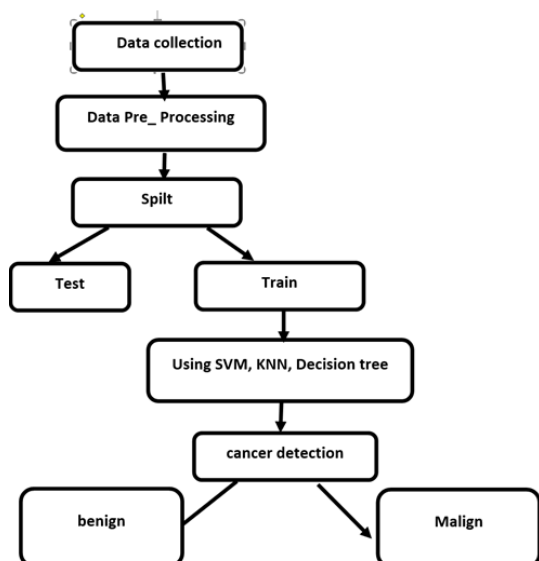 Data collection
Data Pre_ Processing
Spilt
Test
Train
Using SVM, KNN, Decision tree
cancer detection
benign
Malign